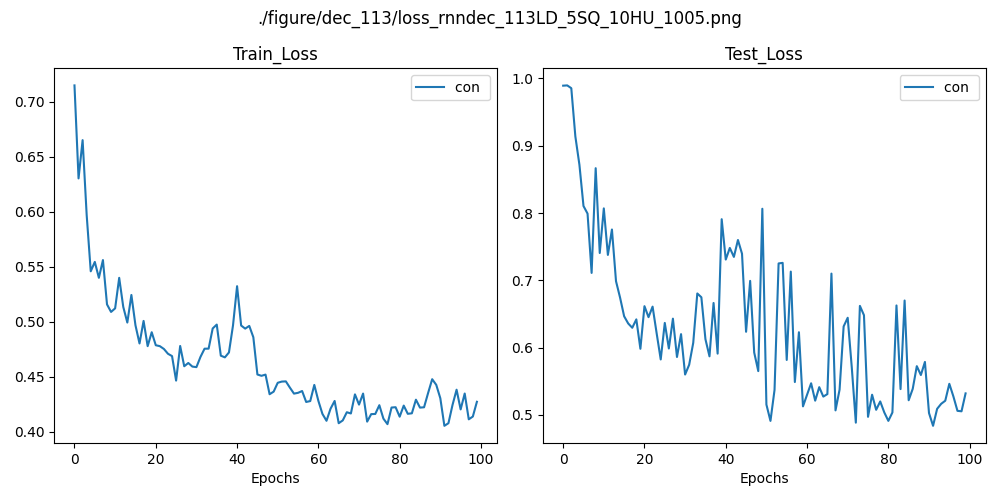 ./figure/dec_113/loss_rnndec_113LD_5SQ_10HU_1005.png
Train_Loss
con
0.70
0.65
0.60
0.55
0.50
0.45
0.40
0 20 40 60 80 100
Epochs
Test_Loss
con
1.0
0.9
0.8
0.7
0.6
0.5
0 20 40 60 80 100
Epochs